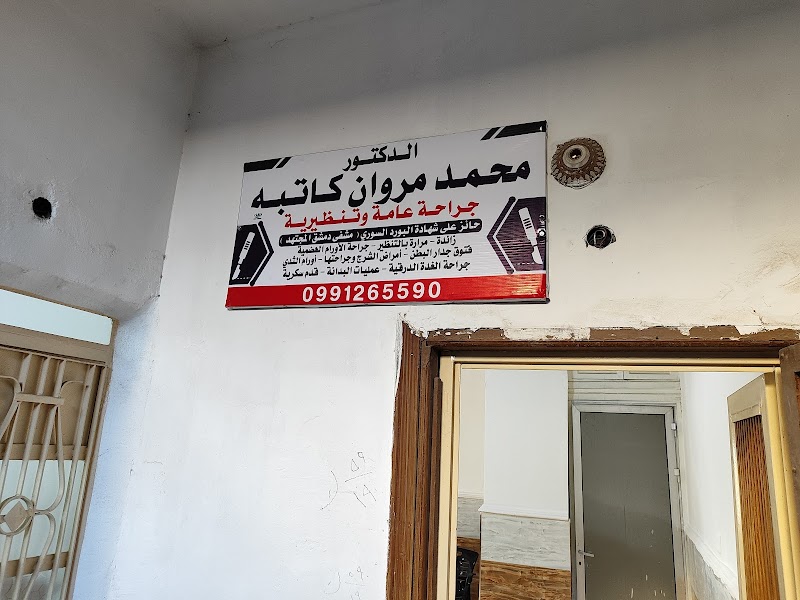 الدكتور
محمد مروان كاتبه
جراحة عامة وتنظيرية
حائز على شهادة البورد السوري ( مشفى دمشق المجتهد )
زائدة - مرارة بالتنظير - جراحة الأورام الهضمية
فتوق جدار البطن - أمراض الشرج وجراحتها - أورام الثدي
جراحة الغدة الدرقية - عمليات البدانة - قدم سكرية
0991265590